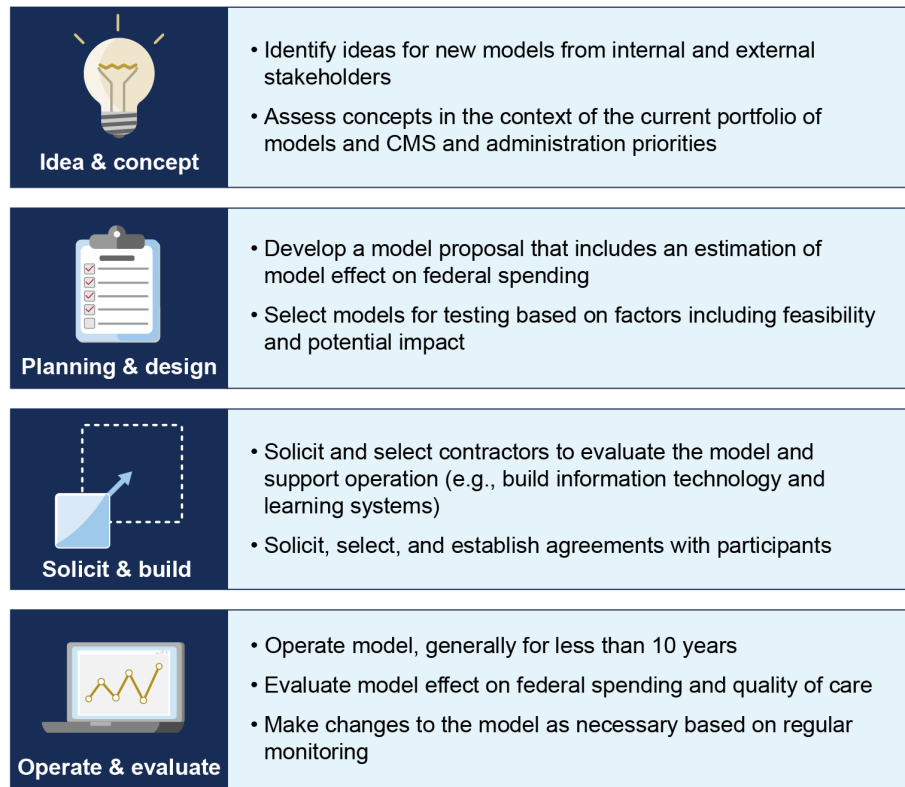 Idea & concept
• Identify ideas for new models from internal and external
stakeholders
• Assess concepts in the context of the current portfolio of
models and CMS and administration priorities
Planning & design
• Develop a model proposal that includes an estimation of
model effect on federal spending
• Select models for testing based on factors including feasibility
and potential impact
Solicit & build
• Solicit and select contractors to evaluate the model and
support operation (e.g., build information technology and
learning systems)
• Solicit, select, and establish agreements with participants
Operate & evaluate
• Operate model, generally for less than 10 years
• Evaluate model effect on federal spending and quality of care
• Make changes to the model as necessary based on regular
monitoring